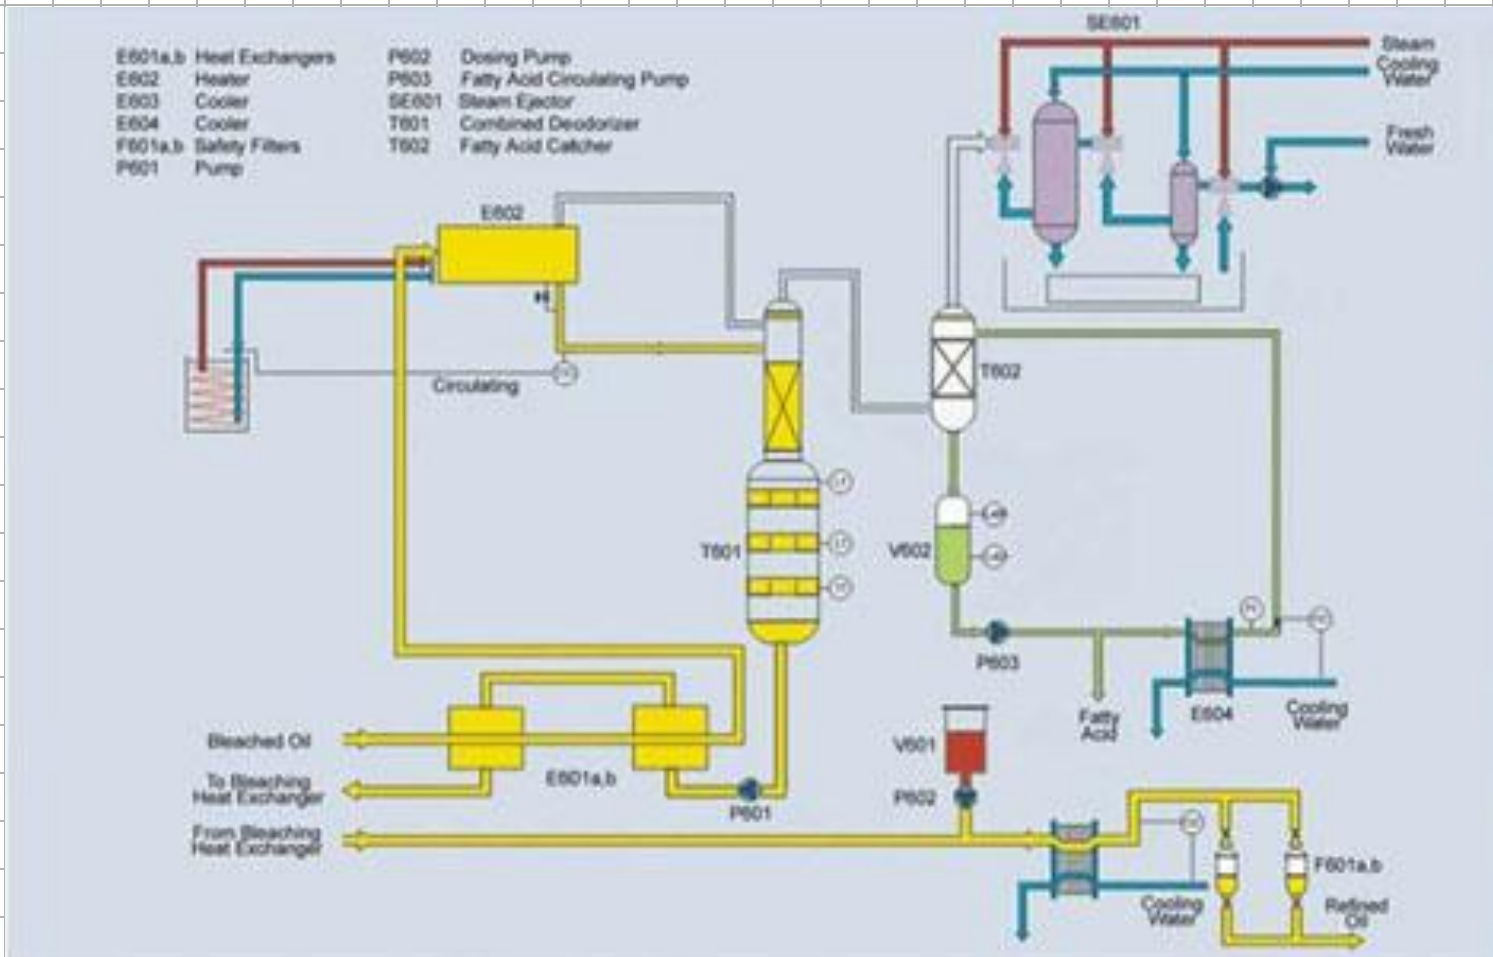 SE601
E601a,b Heat Exchangers P602 Dosing Pump
E602 Heater P603 Fatty Acid Circulating Pump
E603 Cooler SE601 Steam Ejector
E604 Cooler T601 Combined Deodorizer
F601a,b Safety Filters T602 Fatty Acid Catcher
P601 Pump
Steam
Cooling
Water
Fresh
Water
E602
Circulating
T602
T601
V602
P603
Fatty
Acid
E604
Cooling
Water
Bleached Oil
To Bleaching
Heat Exchanger
E601a,b
P601
V601
P602
From Bleaching
Heat Exchanger
Cooling
Water
F601a,b
Refined
Oil